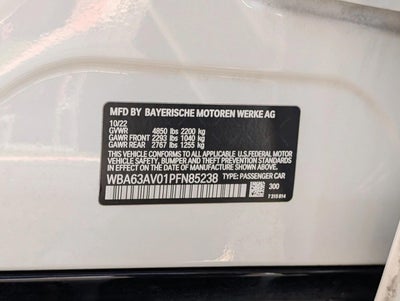 MFD BY BAYERISCHE MOTOREN WERKE AG
10/22
GVWR 4850 lbs 2200 kg
GAWR FRONT 2293 lbs 1040 kg
GAWR REAR 2767 lbs 1255 kg
THIS VEHICLE CONFORMS TO ALL APPLICABLE U.S. FEDERAL MOTOR
VEHICLE SAFETY, BUMPER, AND THEFT PREVENTION STANDARDS
IN EFFECT ON THE DATE OF MANUFACTURE SHOWN ABOVE.
WBA63AV01PFN85238 TYPE: PASSENGER CAR
300